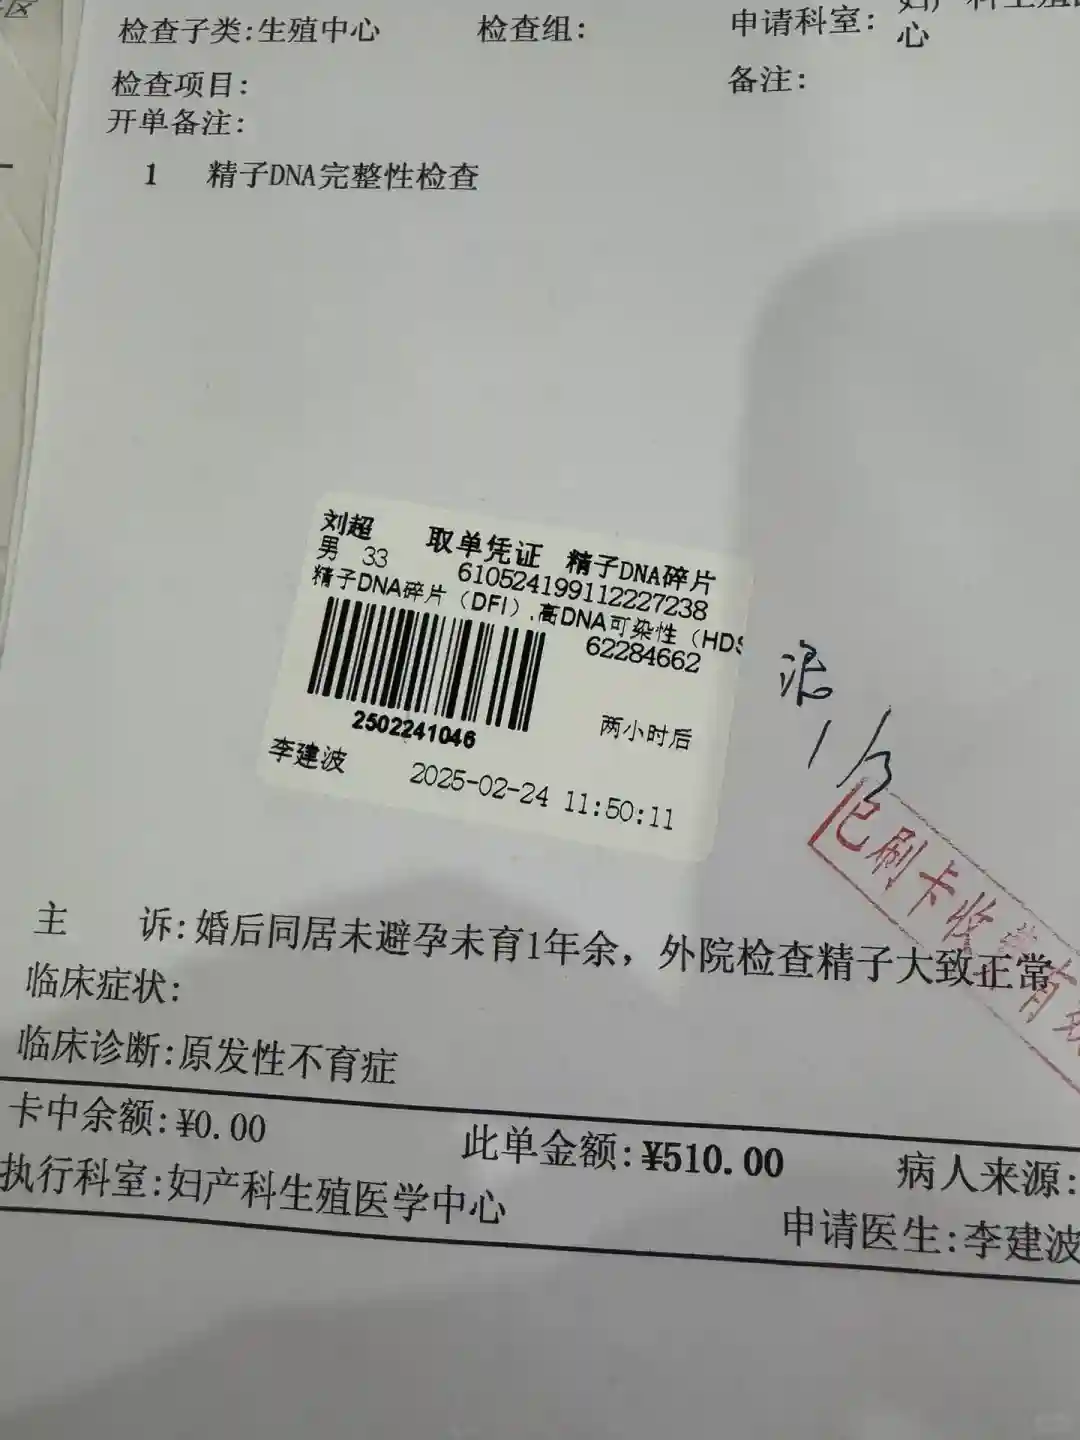 检查子类:生殖中心 检查组: 申请科室:
心
检查项目: 备注:
开单备注:
1 精子DNA完整性检查
刘超 取单凭证 精子DNA碎片
男 33 610524199112227238
精子DNA碎片（DFI）,高DNA可染性（HDS
62284662
2502241046 两小时后
李建波 2025-02-24 11:50:11
已刷卡收费有效
主 诉:婚后同居未避孕未育1年余，外院检查精子大致正常
临床症状:
临床诊断:原发性不育症
卡中余额:¥0.00 此单金额:¥510.00 病人来源:
执行科室:妇产科生殖医学中心 申请医生:李建波